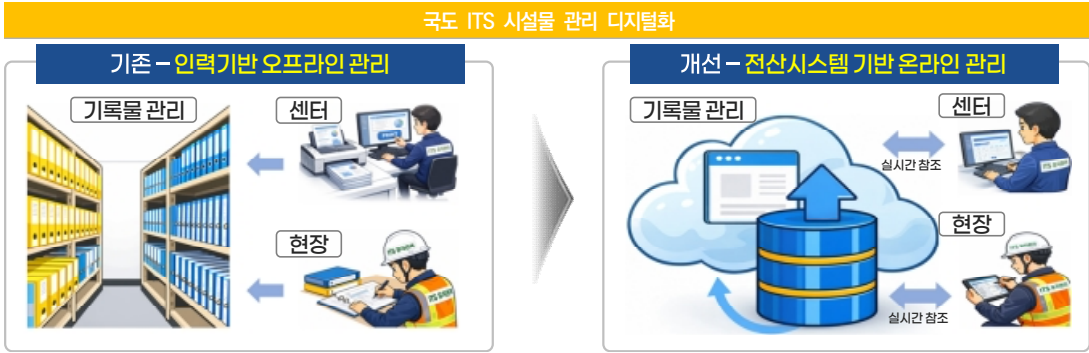 국도 ITS 시설물 관리 디지털화
기존 – 인력기반 오프라인 관리
기록물 관리
센터
현장
개선 – 전산시스템 기반 온라인 관리
기록물 관리
센터
실시간 참조
현장
실시간 참조